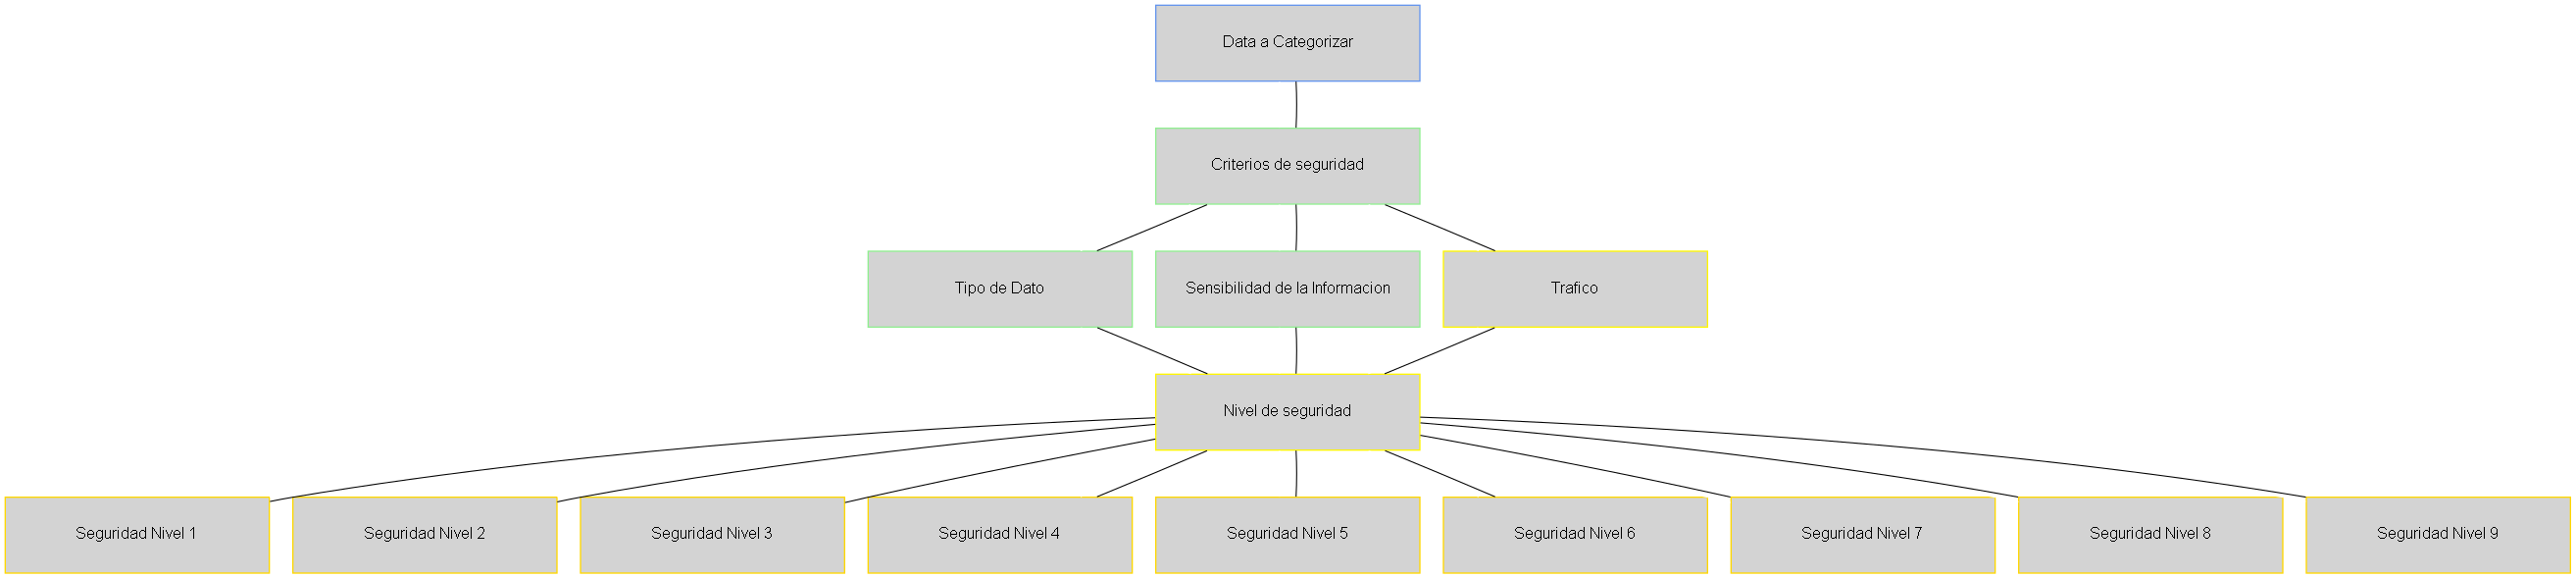 Data a Categorizar
Criterios de seguridad
Tipo de Dato
Sensibilidad de la Informacion
Trafico
Nivel de seguridad
Seguridad Nivel 1
Seguridad Nivel 2
Seguridad Nivel 3
Seguridad Nivel 4
Seguridad Nivel 5
Seguridad Nivel 6
Seguridad Nivel 7
Seguridad Nivel 8
Seguridad Nivel 9